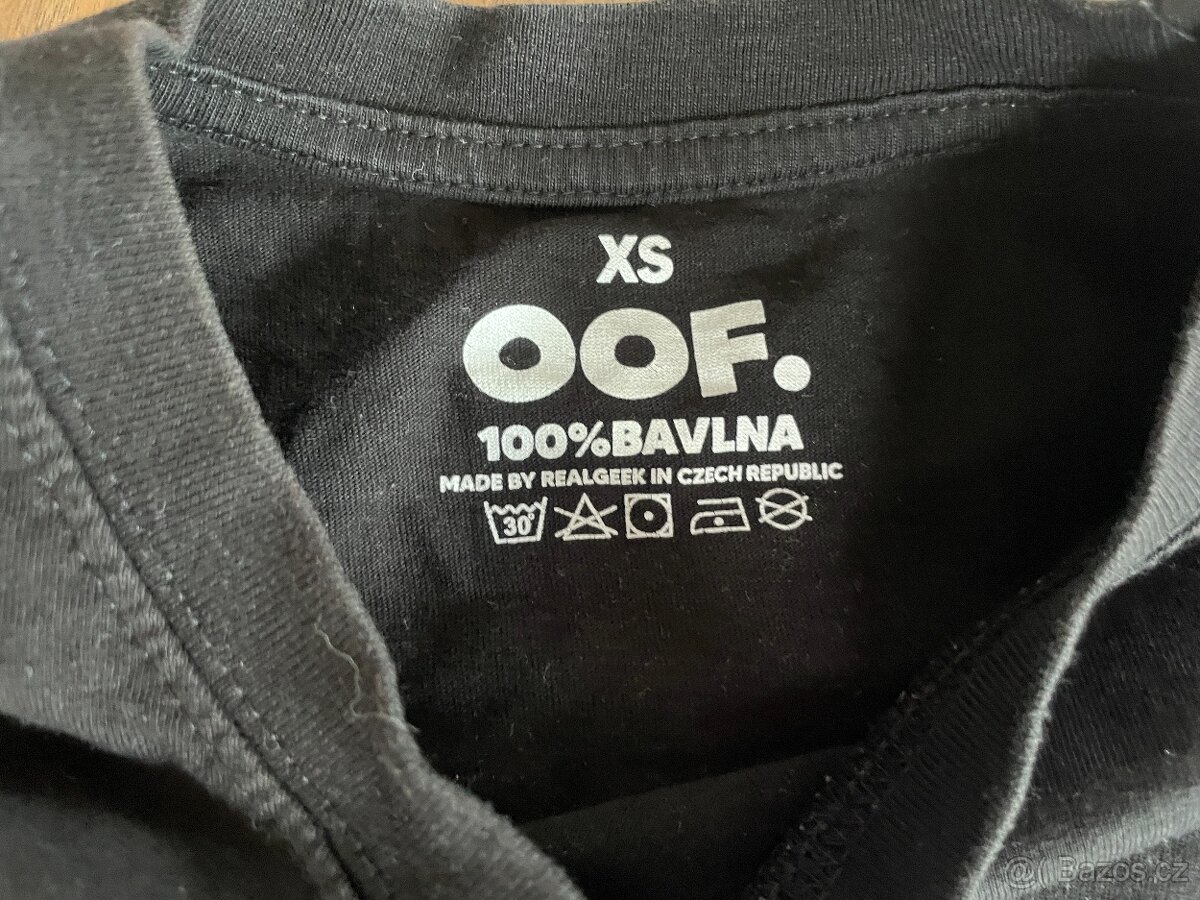 XS
OOF.
100%BAVLNA
MADE BY REALGEEK IN CZECH REPUBLIC
30°
@ Bazos.cz